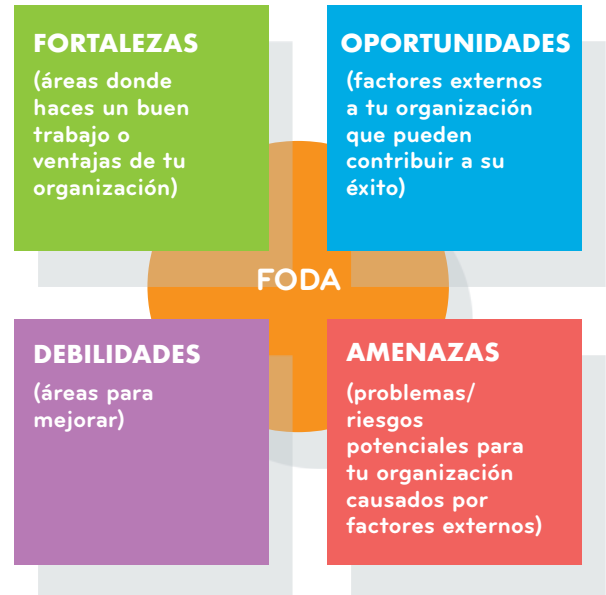 FORTALEZAS
(áreas donde
haces un buen
trabajo o
ventajas de tu
organización)
OPORTUNIDADES
(factores externos
a tu organización
que pueden
contribuir a su
éxito)
FODA
DEBILIDADES
(áreas para
mejorar)
AMENAZAS
(problemas/
riesgos
potenciales para
tu organización
causados por
factores externos)